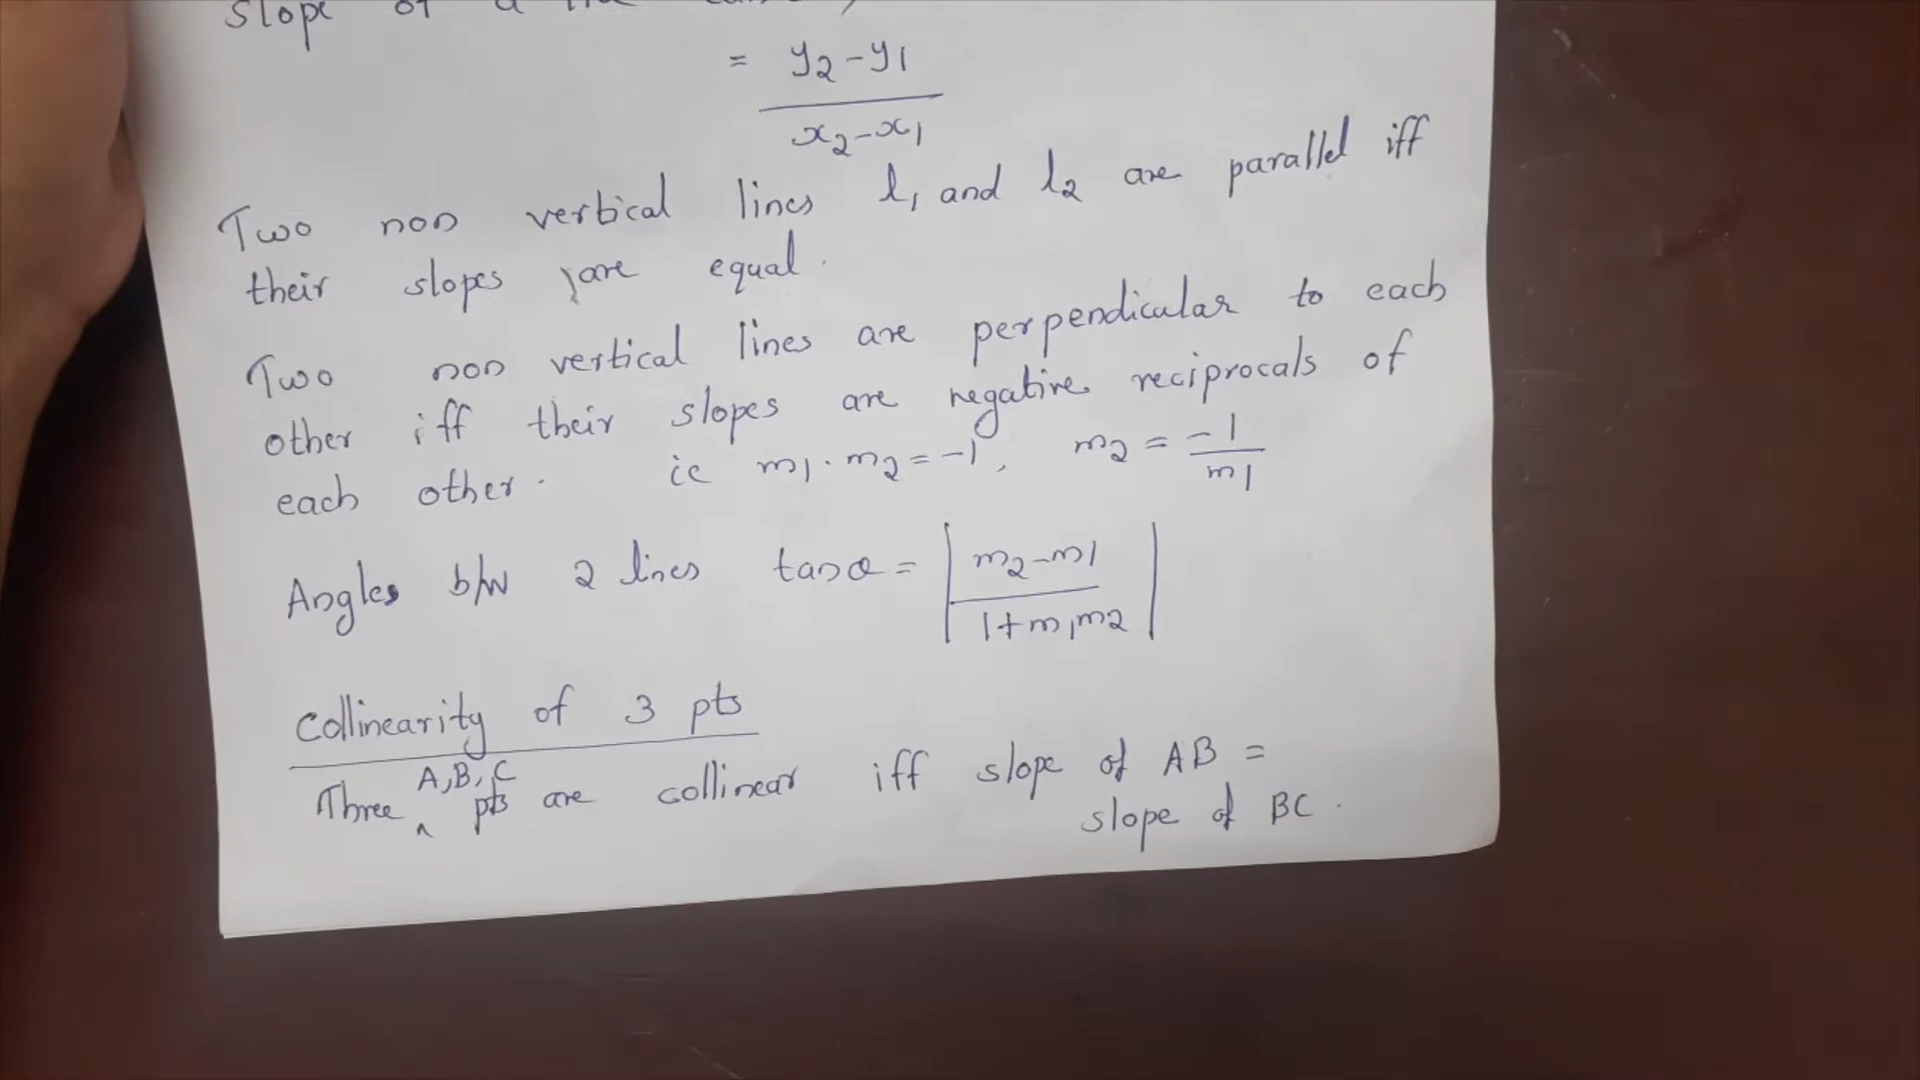 slope of a
= y2-y1
x2-x1
Two non vertical lines l1 and l2 are parallel iff
their slopes are equal.
Two non vertical lines are perpendicular to each
other iff their slopes are negative reciprocals of
each other. ie m1.m2=-1, m2 = -1/m1
Angles b/w 2 lines tanθ = |m2-m1/1+m1m2|
Collinearity of 3 pts
Three A,B,C pts are collinear iff slope of AB =
slope of BC.